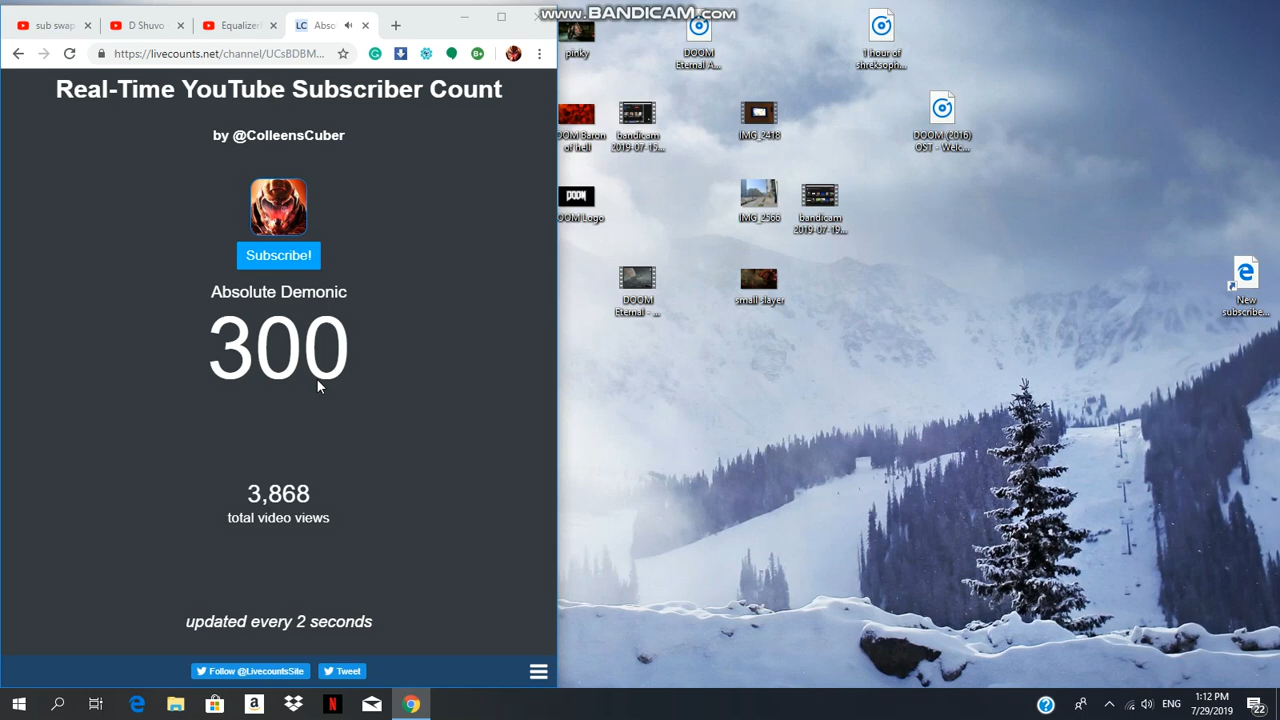 www.BANDICAM.com
sub swap
D Shuvo
Equalizer
LC
Abso
https://livecounts.net/channel/UCsBDBM...
Real-Time YouTube Subscriber Count
by @ColleensCuber
Subscribe!
Absolute Demonic
300
3,868
total video views
updated every 2 seconds
Follow @LivecountsSite
Tweet
pinky
DOOM
Eternal A...
1 hour of
shreksoph...
OOM Baron
of hell
bandicam
2019-07-15...
IMG_2418
DOOM (2016)
OST - Welc...
DOOM
OOM Logo
IMG_2566
bandicam
2019-07-19...
DOOM
Eternal - ...
small slayer
New
subscribe...
ENG
1:12 PM
7/29/2019
22